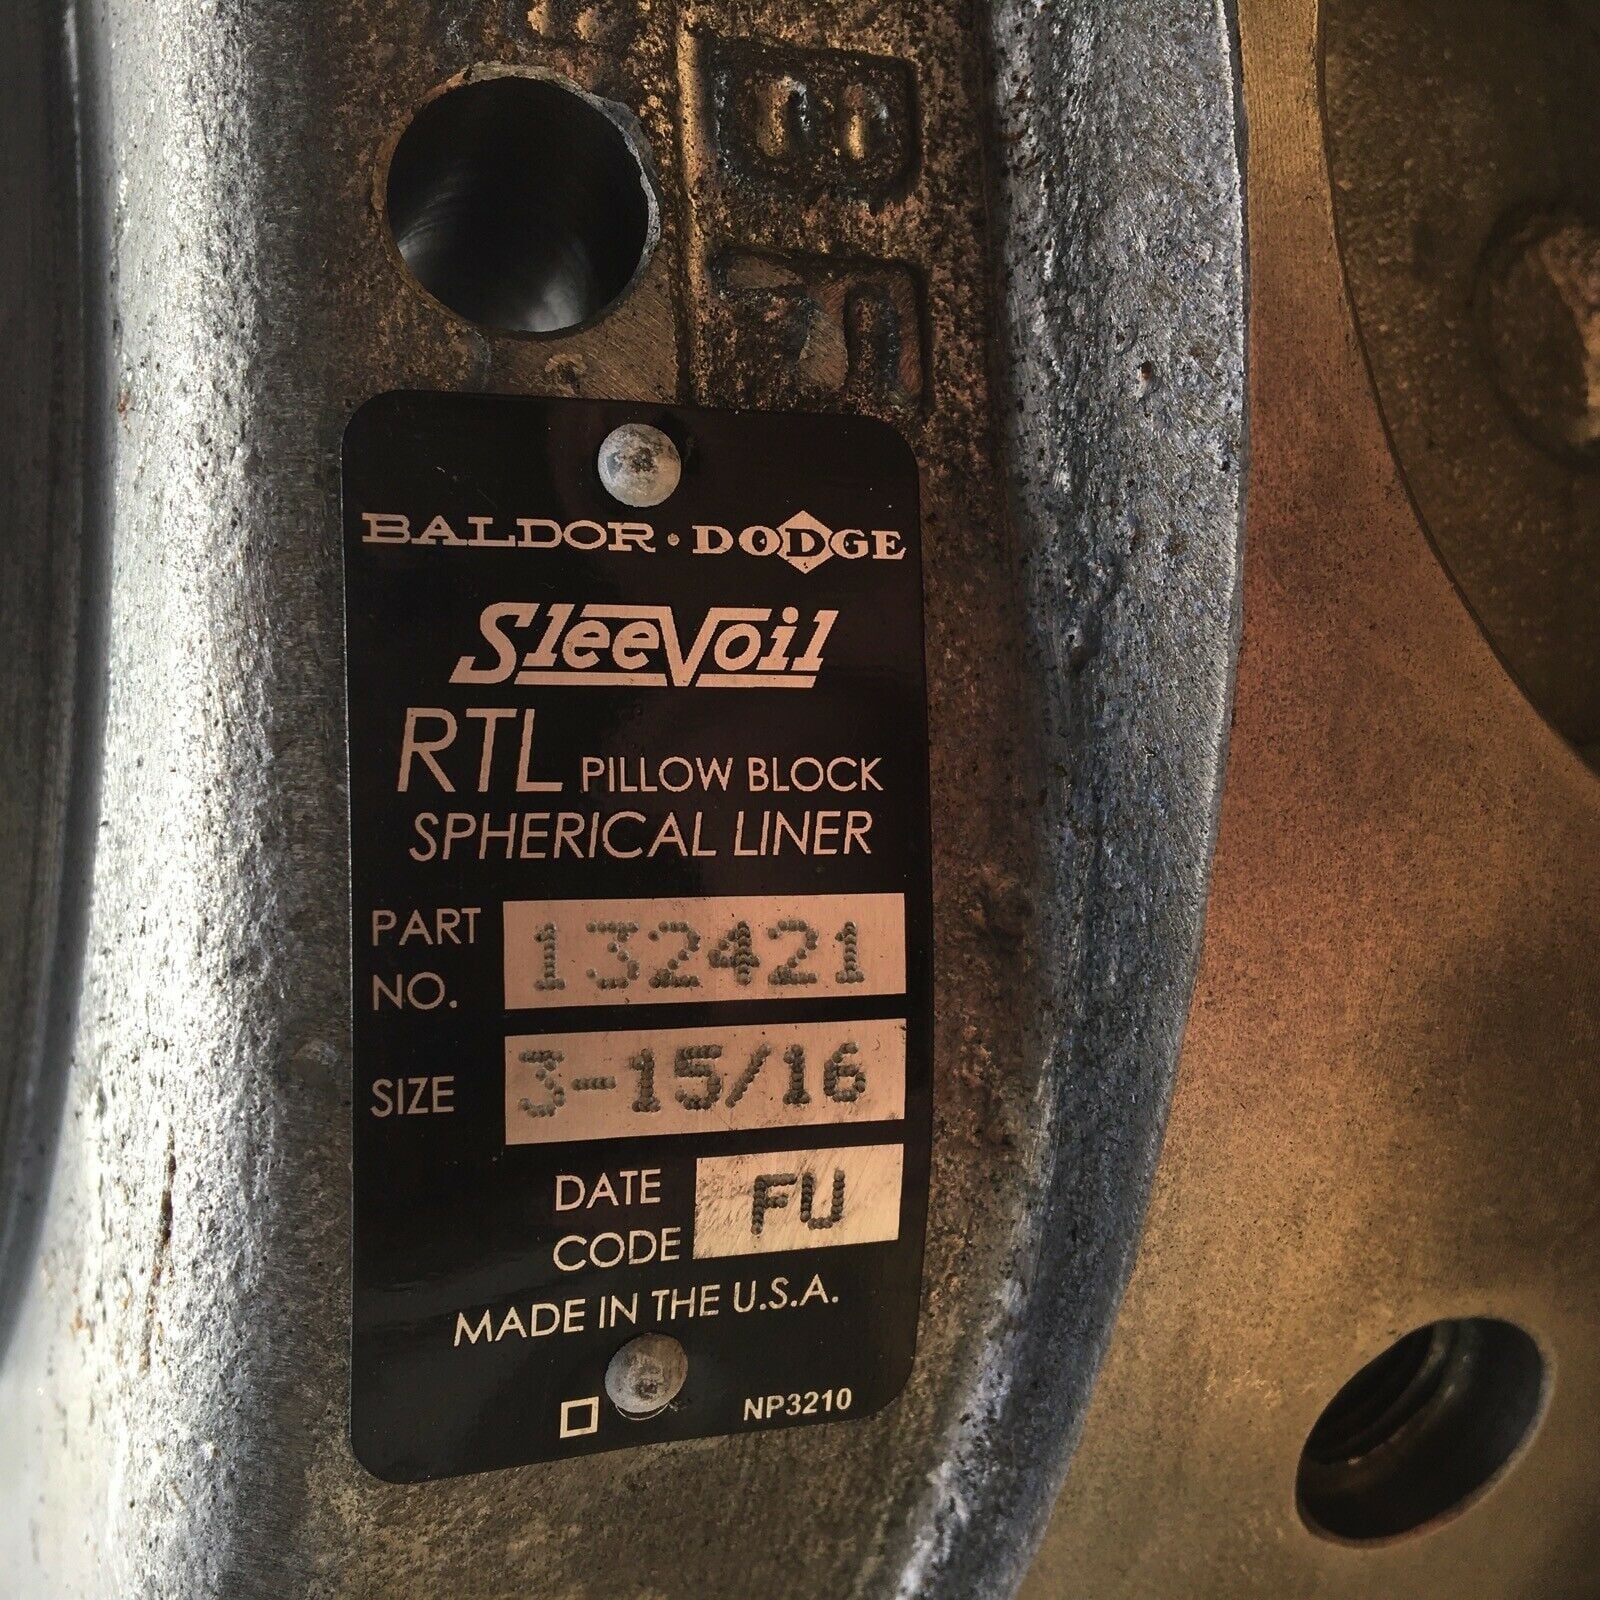 BALDOR · DODGE
SleeVoil
RTL PILLOW BLOCK
SPHERICAL LINER
PART NO. 132421
SIZE 3-15/16
DATE CODE FU
MADE IN THE U.S.A.
NP3210